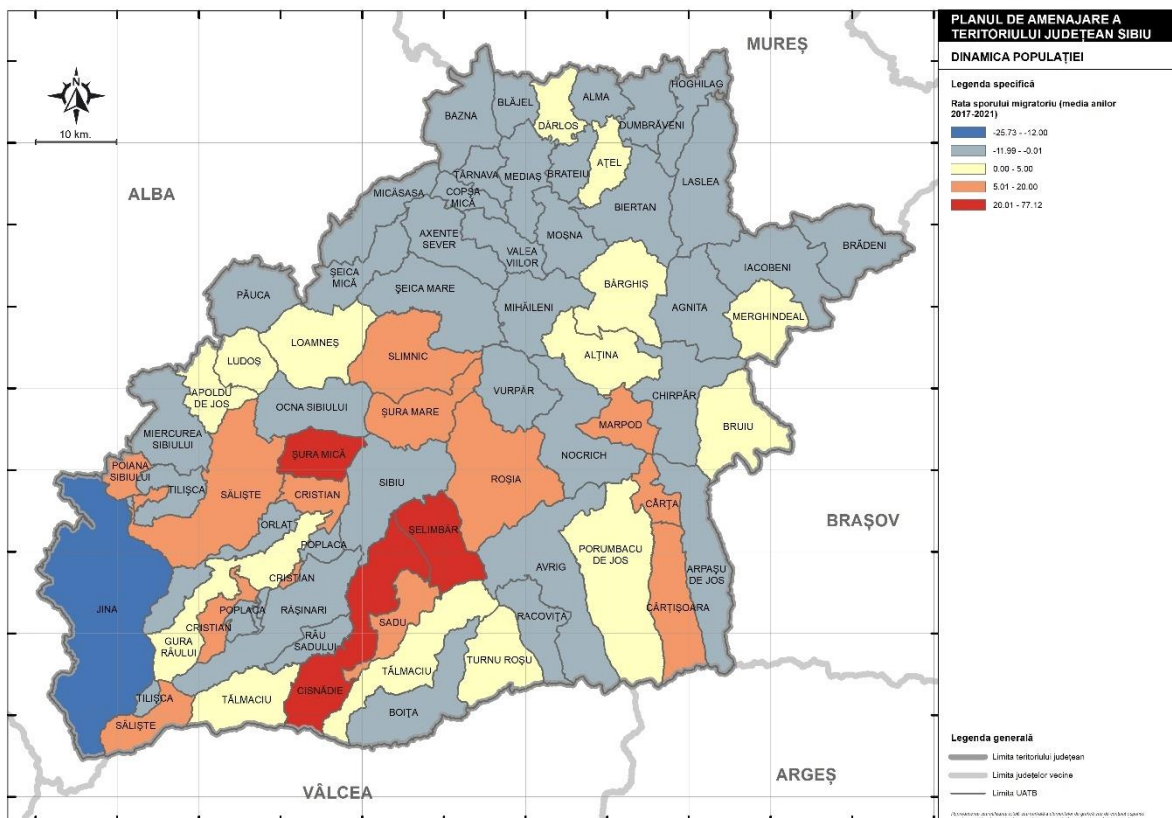 PLANUL DE AMENAJARE A
TERITORIULUI JUDEȚEAN SIBIU
DINAMICA POPULAȚIEI
Legenda specifică
Rata sporului migratoriu (media anilor
2017-2021)
-25.73 - -12.00
-11.99 - -0.01
0.00 - 5.00
5.01 - 20.00
20.01 - 77.12
N
10 km.
MUREȘ
ALBA
BRAȘOV
ARGEȘ
VÂLCEA
HOGHILAG
BLĂJEL
ALMA
BAZNA
DÂRLOS
DUMBRĂVENI
AȚEL
TÂRNAVA
MEDIAȘ
BRATEIU
LASLEA
MICĂSASA
COPȘA
MICĂ
BIERTAN
AXENTE
SEVER
MOȘNA
VALEA
VIILOR
BRĂDENI
ȘEICA
MICĂ
IACOBENI
PĂUCA
ȘEICA MARE
BÂRGHIȘ
MIHĂILENI
AGNITA
MERGHINDEAL
LOAMNEȘ
LUDOȘ
SLIMNIC
ALȚINA
APOLDU
DE JOS
VURPĂR
CHIRPĂR
OCNA SIBIULUI
ȘURA MARE
MARPOD
BRUIU
MIERCUREA
SIBIULUI
ȘURA MICĂ
NOCRICH
POIANA
SIBIULUI
TILIȘCA
SĂLIȘTE
CRISTIAN
SIBIU
ROȘIA
CÂRȚA
ORLAT
ȘELIMBĂR
POPLACA
PORUMBACU
DE JOS
AVRIG
ARPAȘU
DE JOS
CRISTIAN
JINA
POPLACA
RĂȘINARI
CÂRȚIȘOARA
CRISTIAN
SADU
RACOVIȚA
GURA
RÂULUI
RÂU
SADULUI
TURNU ROȘU
TĂLMACIU
TILIȘCA
TĂLMACIU
CISNĂDIE
BOIȚA
SĂLIȘTE
Legenda generală
Limita teritoriului județean
Limita județelor vecine
Limita UATB